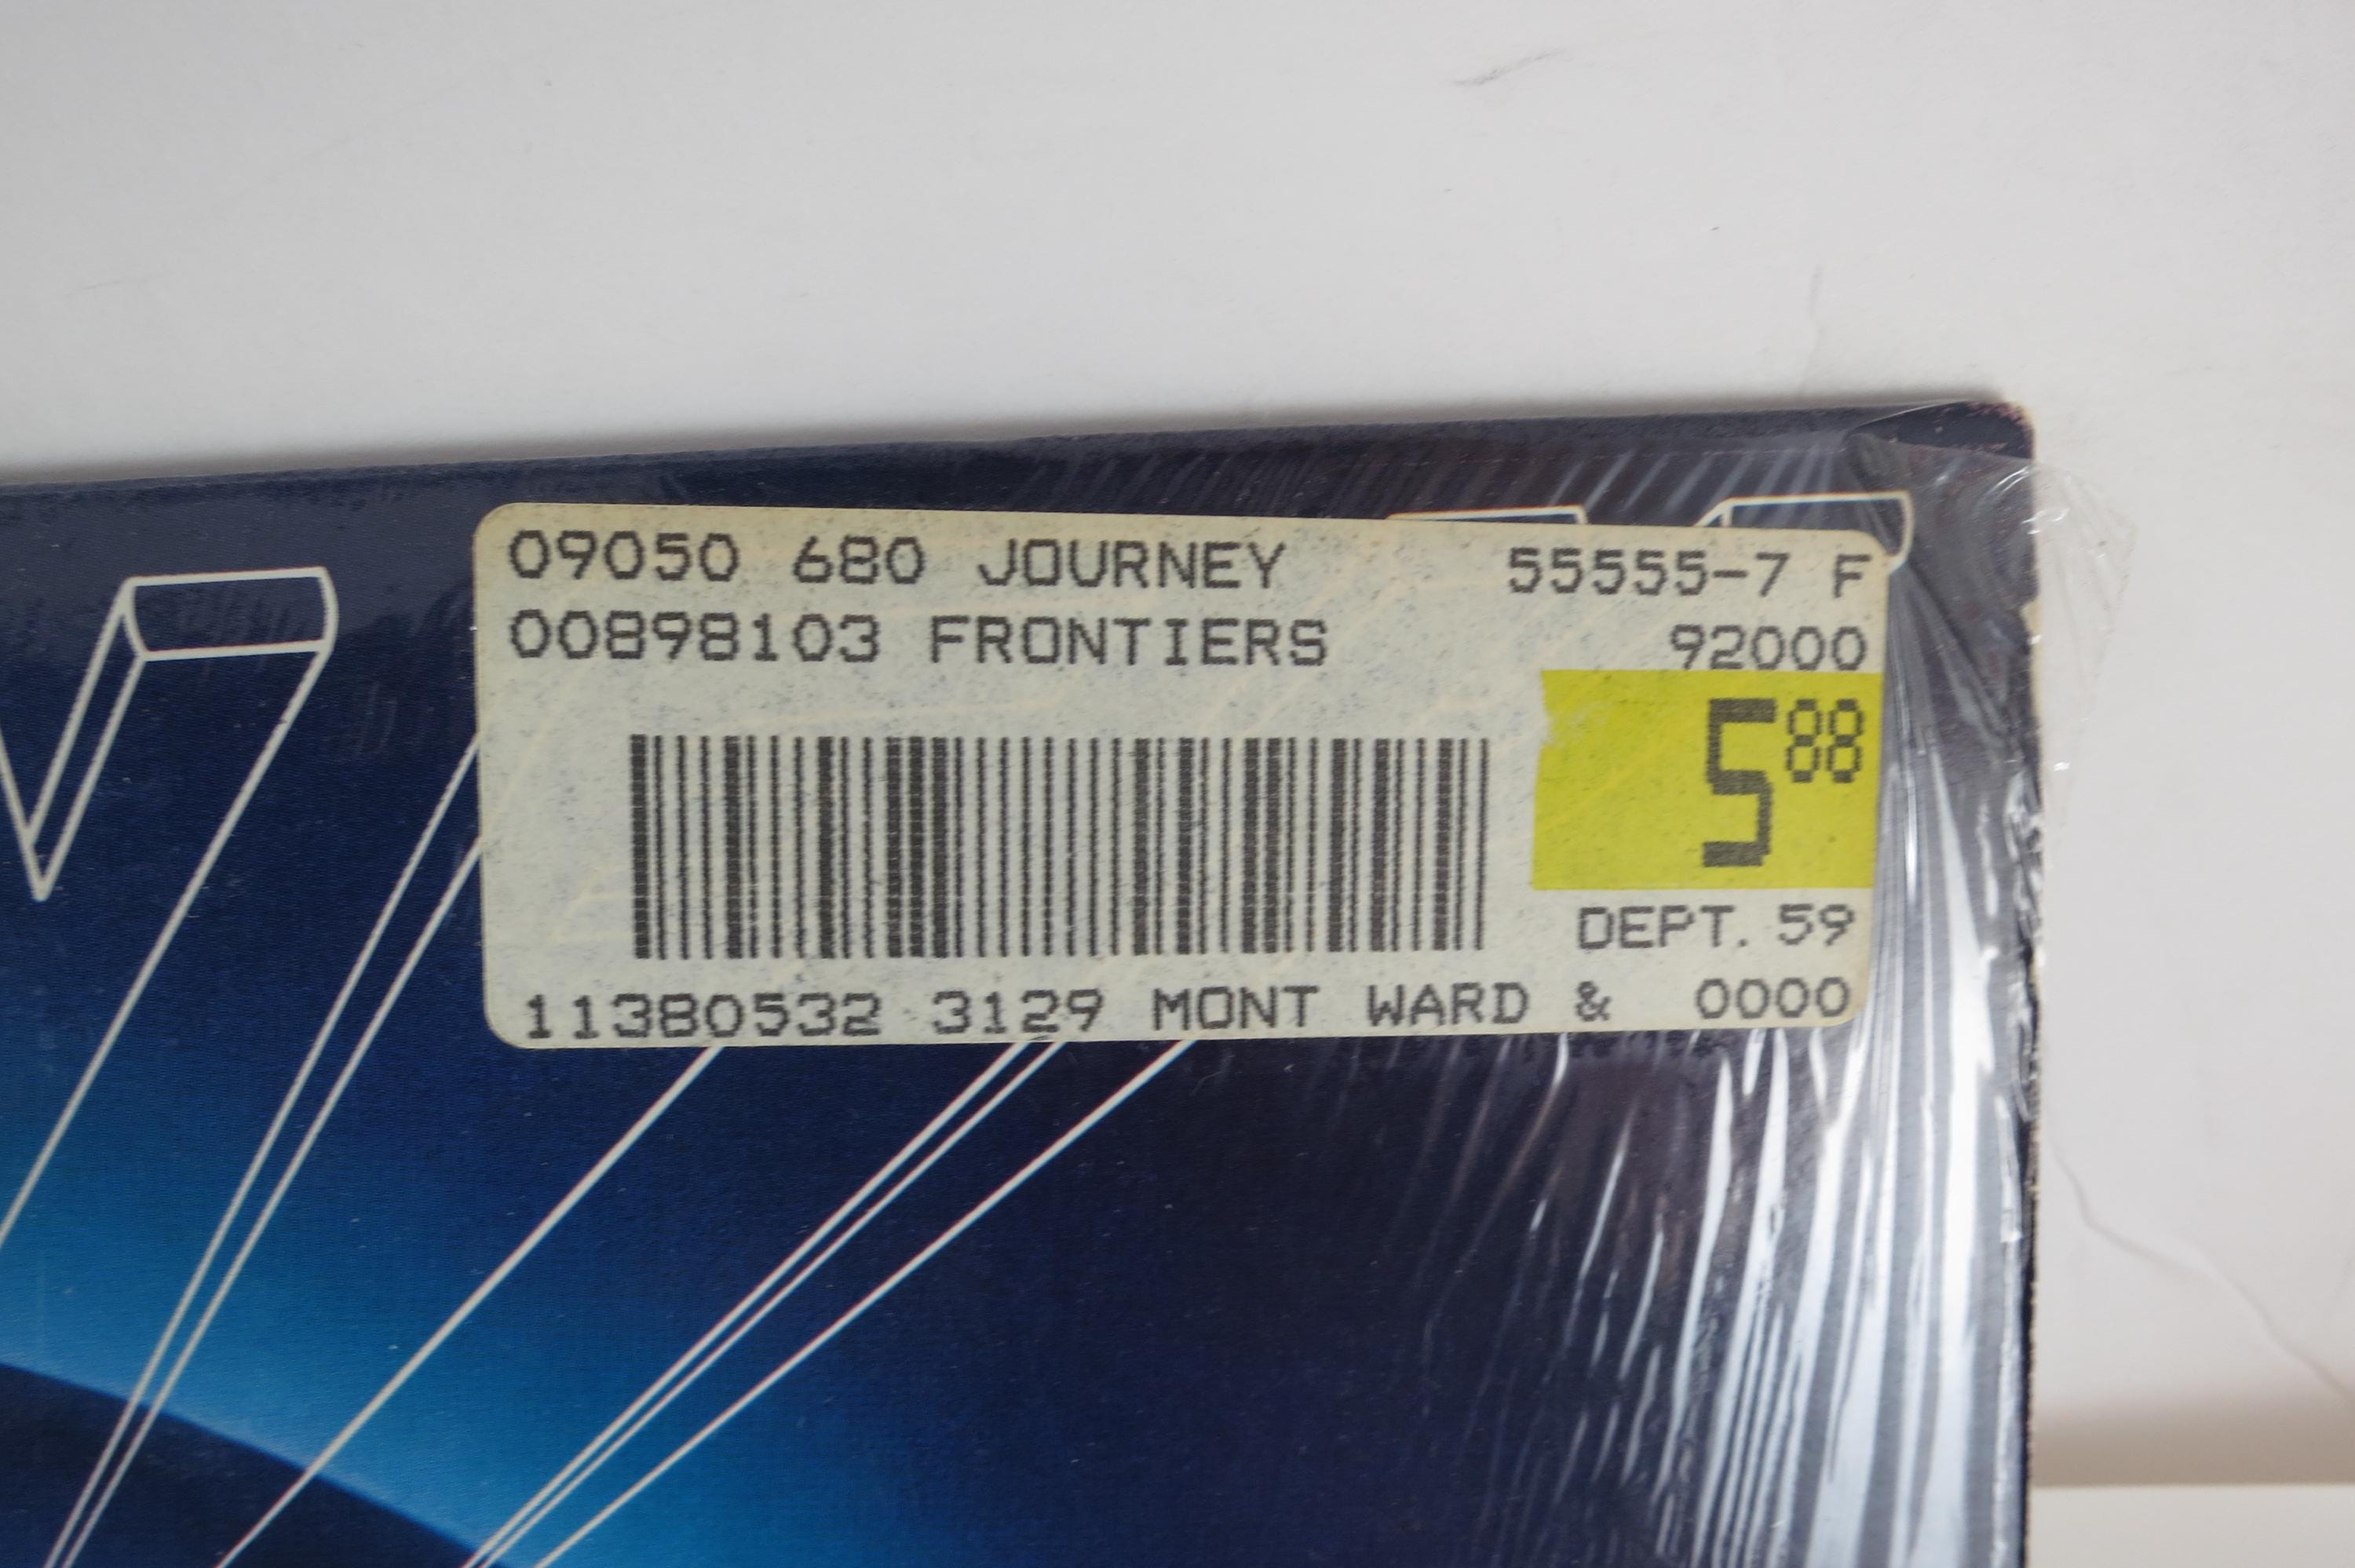 09050 680 JOURNEY 55555-7 F
00898103 FRONTIERS 92000
5 88
DEPT. 59
11380532 3129 MONT WARD & 0000